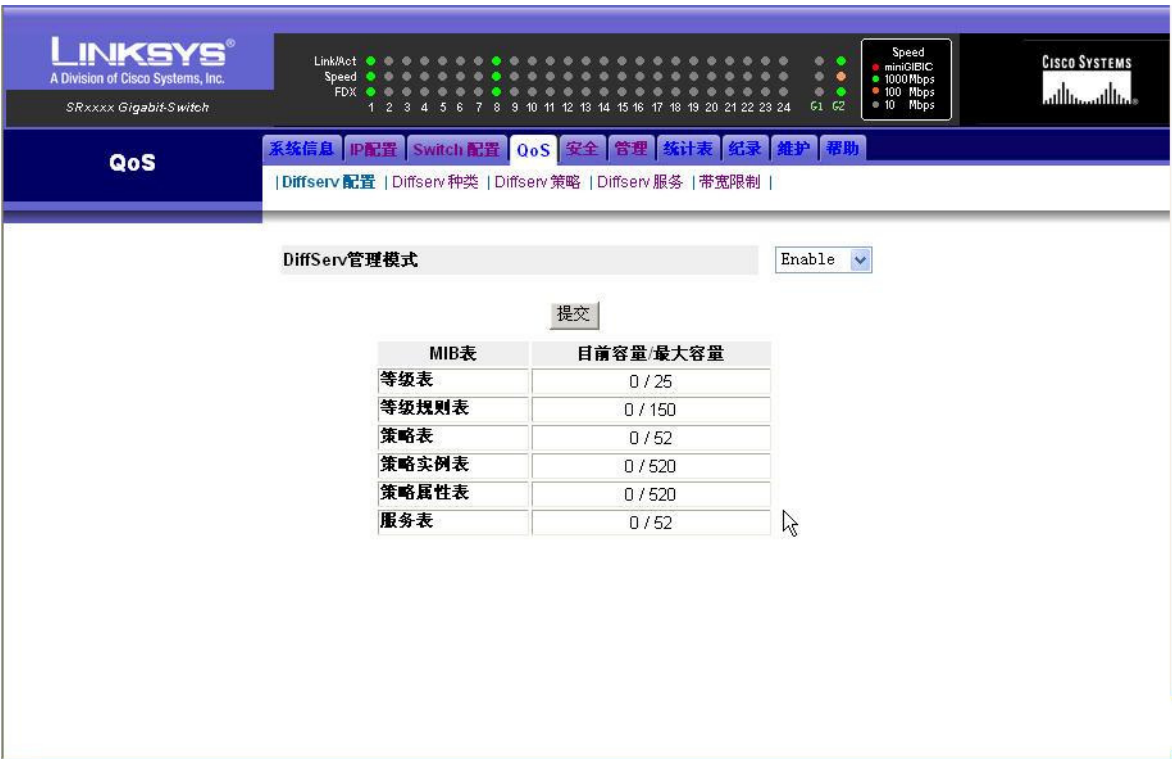 LINKSYS®
A Division of Cisco Systems, Inc.
SRxxxx Gigabit-Switch
Link/Act
Speed
FDX
1 2 3 4 5 6 7 8 9 10 11 12 13 14 15 16 17 18 19 20 21 22 23 24 G1 G2
Speed
miniGIBIC
1000 Mbps
100 Mbps
10 Mbps
CISCO SYSTEMS
QoS
系统信息 IP配置 Switch 配置 QoS 安全 管理 统计表 纪录 维护 帮助
| Diffserv 配置 | Diffserv 种类 | Diffserv 策略 | Diffserv 服务 | 带宽限制 |
DiffServ管理模式 Enable
提交
MIB表 目前容量/最大容量
等级表 0 / 25
等级规则表 0 / 150
策略表 0 / 52
策略实例表 0 / 520
策略属性表 0 / 520
服务表 0 / 52